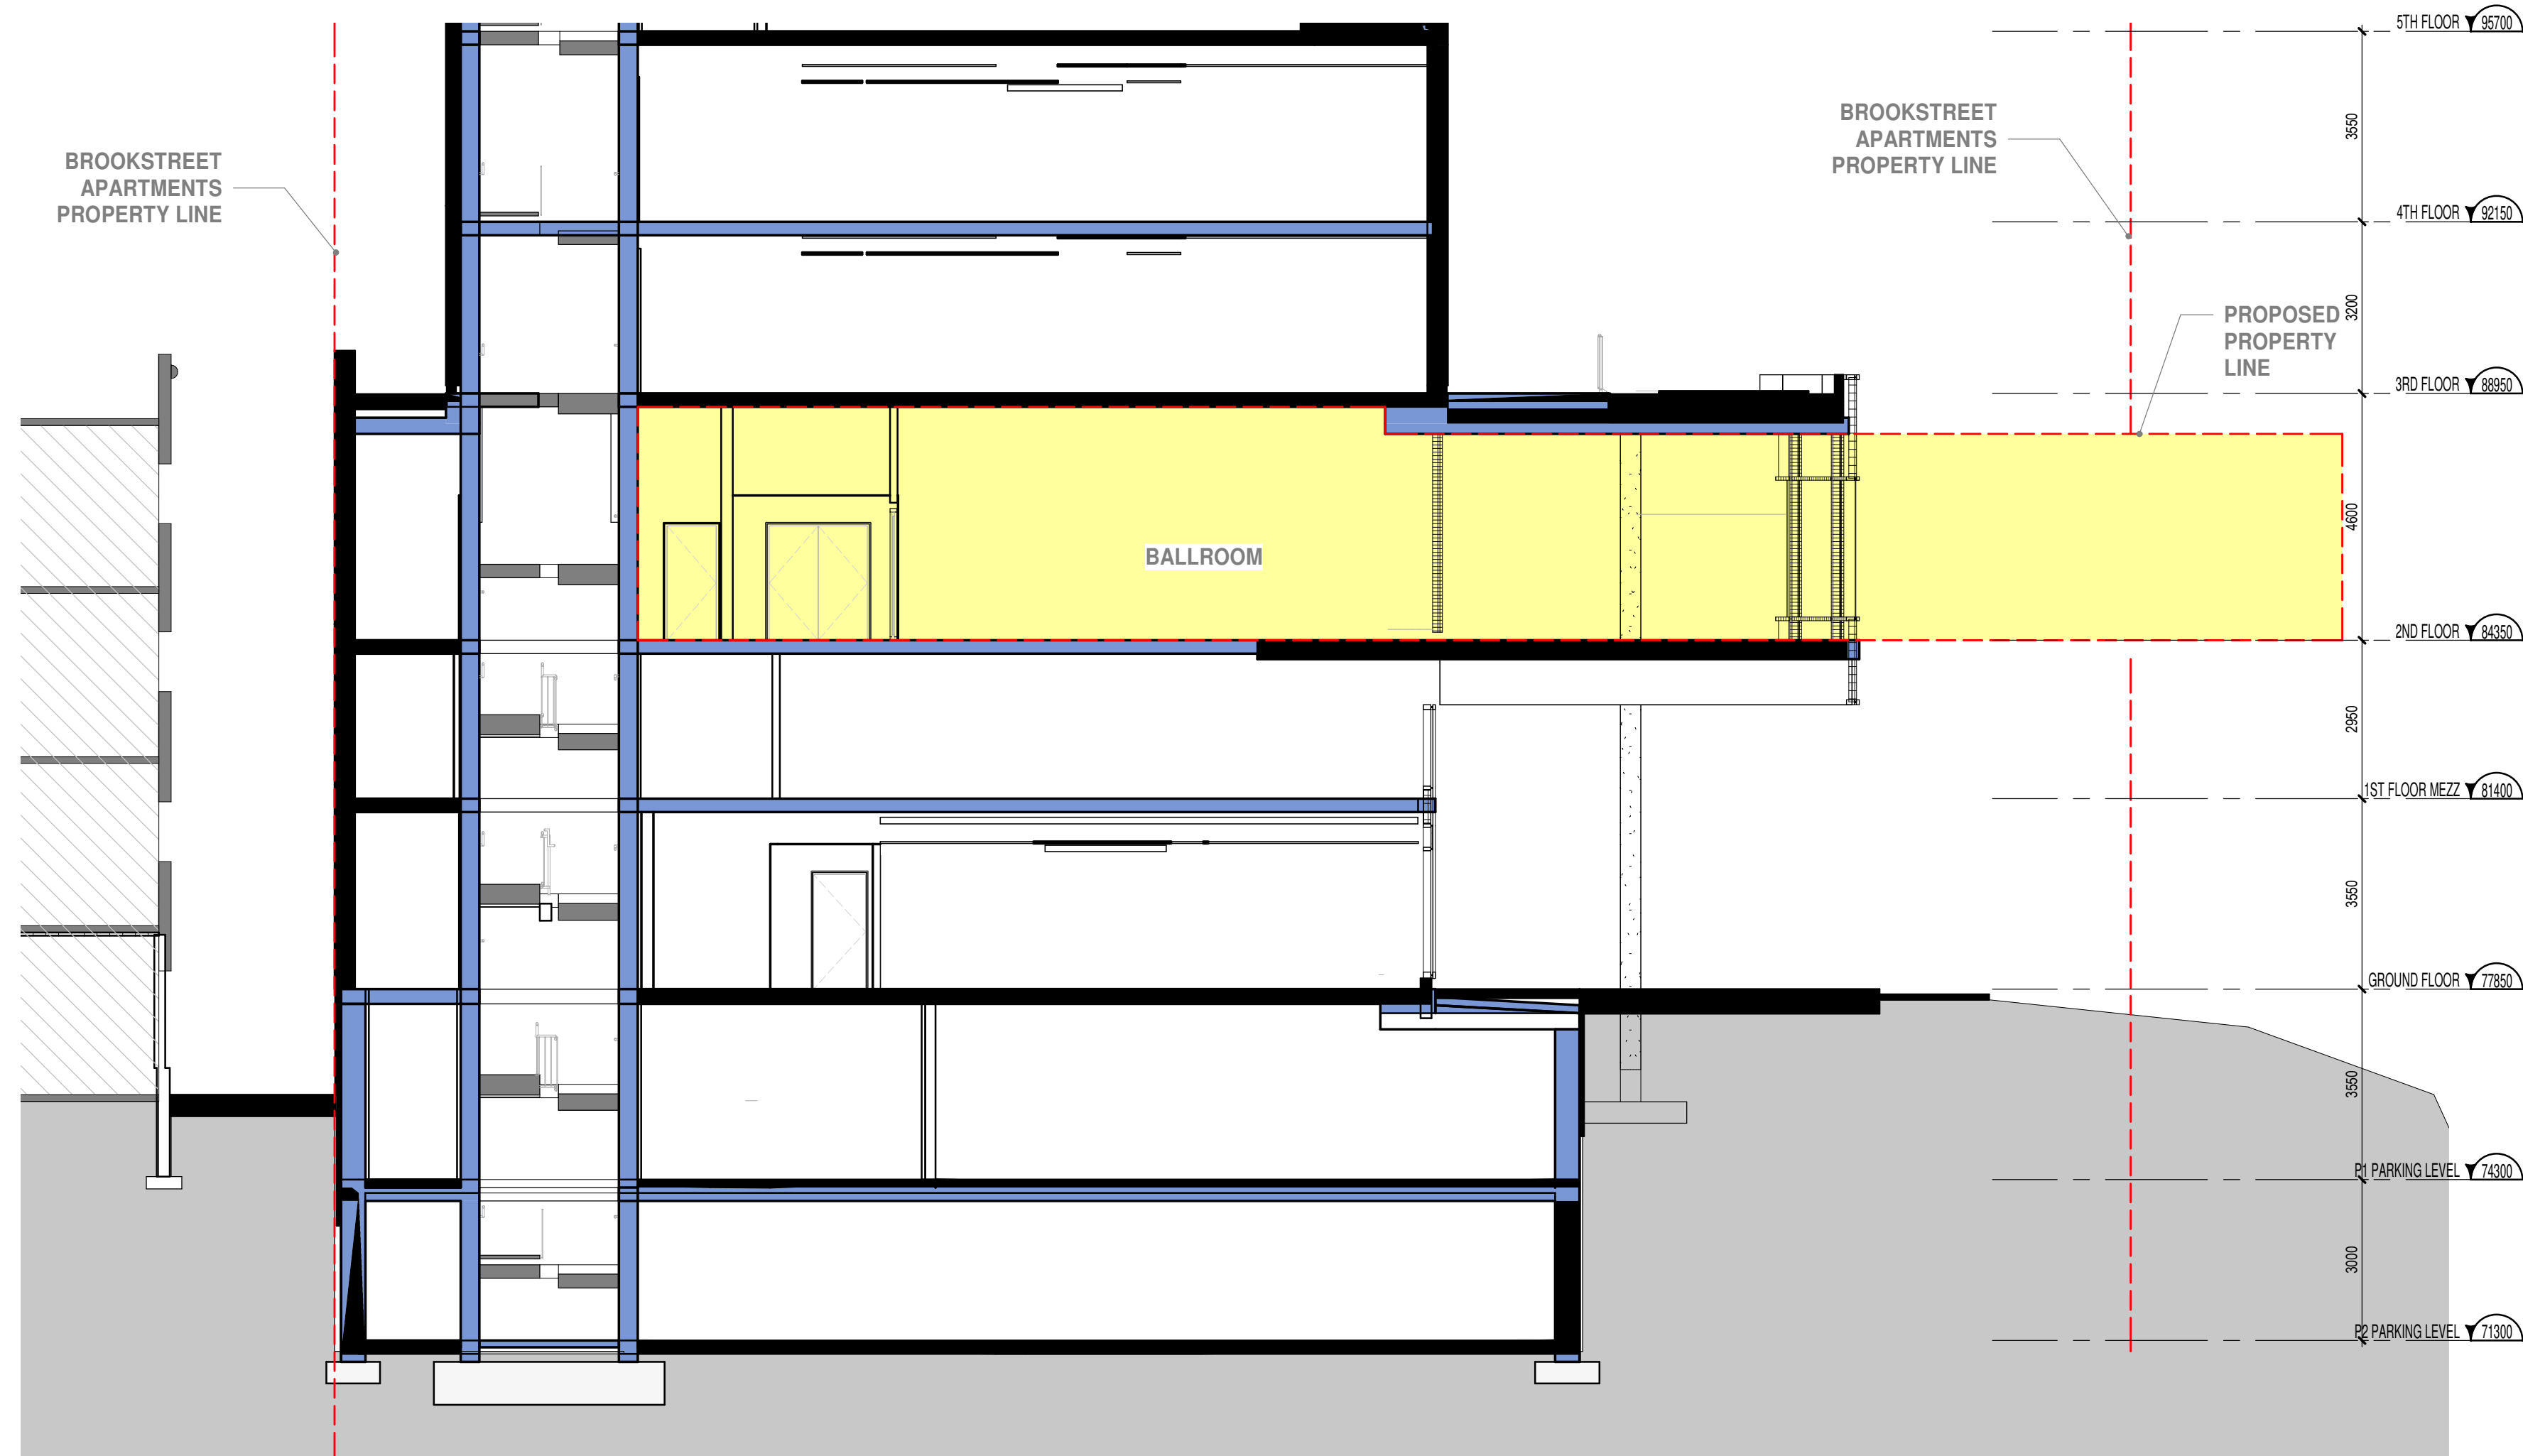 5TH FLOOR 95700
3550
BROOKSTREET
APARTMENTS
PROPERTY LINE
BROOKSTREET
APARTMENTS
PROPERTY LINE
4TH FLOOR 92150
3200
PROPOSED
PROPERTY
LINE
3RD FLOOR 88950
4600
BALLROOM
2ND FLOOR 84350
2950
1ST FLOOR MEZZ 81400
3550
GROUND FLOOR 77850
3550
P1 PARKING LEVEL 74300
3000
P2 PARKING LEVEL 71300